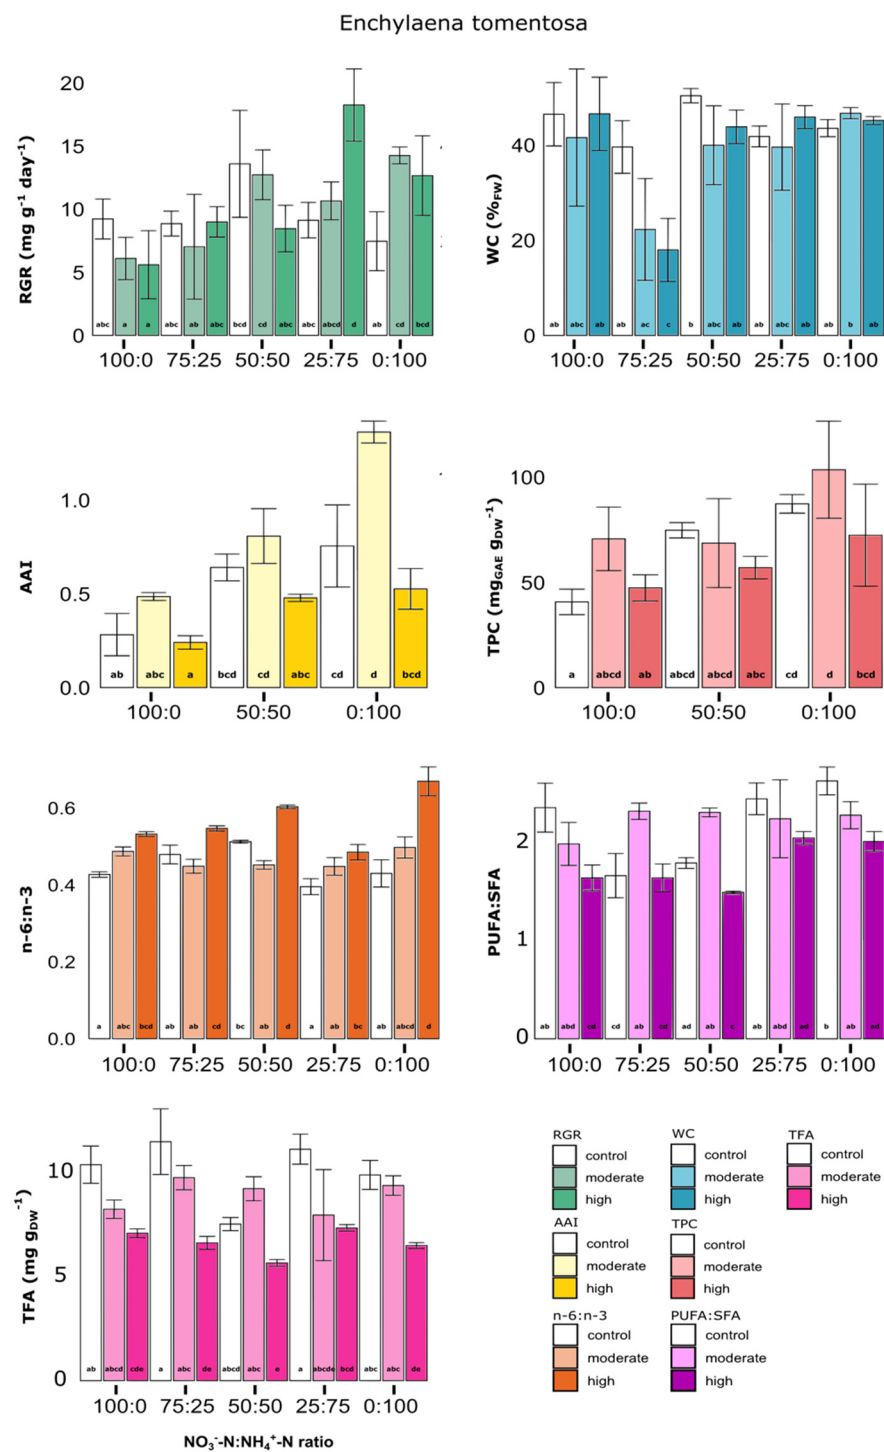 Enchylaena tomentosa
RGR (mg g⁻¹ day⁻¹)
20
15
10
5
0
abc a a abc ab abc bcd cd abc abc abcd d ab cd bcd
100:0 75:25 50:50 25:75 0:100
WC (%FW)
40
20
0
ab abc ab ab ac c b abc ab ab abc ab ab b ab
100:0 75:25 50:50 25:75 0:100
AAI
1.0
0.5
0.0
ab abc a bcd cd abc cd d bcd
100:0 50:50 0:100
TPC (mgGAE gDW⁻¹)
100
50
0
a abcd ab abcd abcd abcd cd d bcd
100:0 50:50 0:100
n-6:n-3
0.6
0.4
0.2
0.0
a abc bcd ab ab cd bc ab d a ab bc ab abcd d
100:0 75:25 50:50 25:75 0:100
PUFA:SFA
2
1
0
ab abd cd cd ab cd ad ab c ab ab ad b ab ad
100:0 75:25 50:50 25:75 0:100
TFA (mg gDW⁻¹)
10
5
0
ab abcd cde a abc de abcd abc e a abcde bcd abc abc de
100:0 75:25 50:50 25:75 0:100
NO₃⁻-N:NH₄⁺-N ratio
RGR
control
moderate
high
WC
control
moderate
high
TFA
control
moderate
high
AAI
control
moderate
high
TPC
control
moderate
high
n-6:n-3
control
moderate
high
PUFA:SFA
control
moderate
high